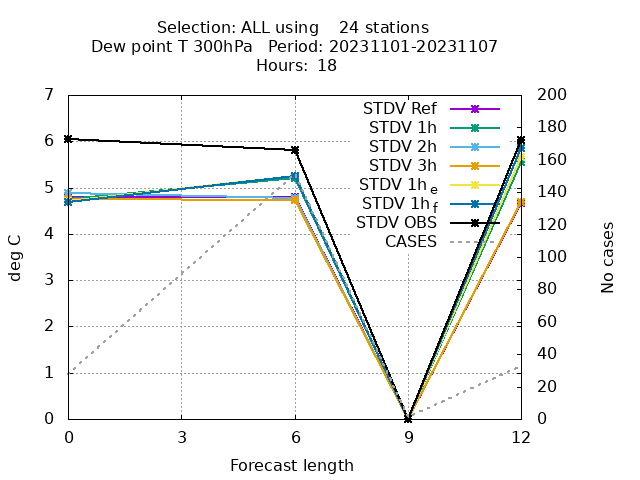 Selection: ALL using 24 stations
Dew point T 300hPa Period: 20231101-20231107
Hours: 18
7
6
5
4
3
2
1
0
deg C
200
180
160
140
120
100
80
60
40
20
0
No cases
STDV Ref
STDV 1h
STDV 2h
STDV 3h
STDV 1h e
STDV 1h f
STDV OBS
CASES
0 3 6 9 12
Forecast length